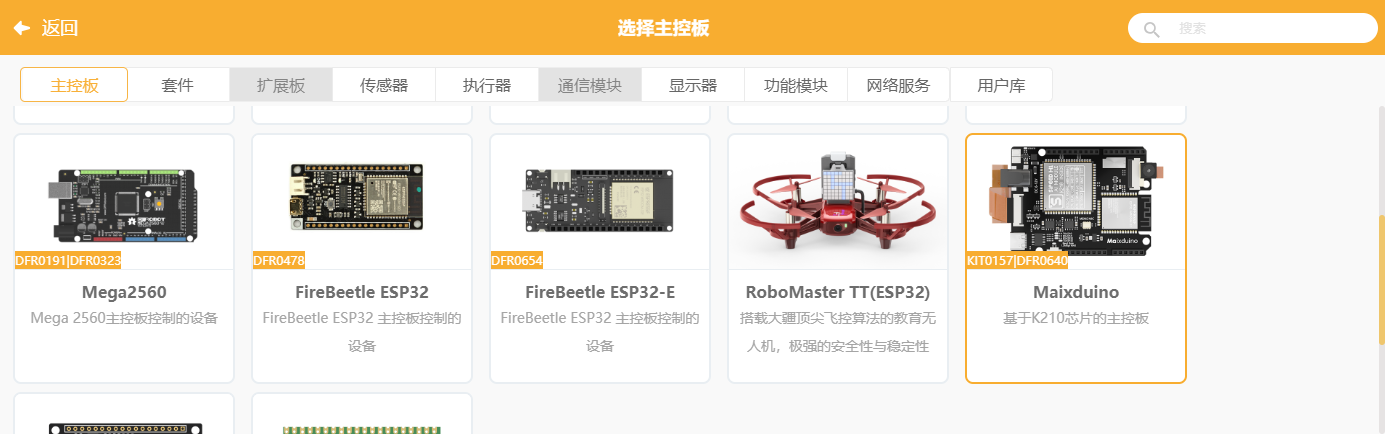 返回
选择主控板
搜索
主控板
套件
扩展板
传感器
执行器
通信模块
显示器
功能模块
网络服务
用户库
DFR0191|DFR0323
Mega2560
Mega 2560主控板控制的设备
DFR0478
FireBeetle ESP32
FireBeetle ESP32 主控板控制的
设备
DFR0654
FireBeetle ESP32-E
FireBeetle ESP32 主控板控制的
设备
RoboMaster TT(ESP32)
搭载大疆顶尖飞控算法的教育无
人机，极强的安全性与稳定性
Maixduino
KIT0157|DFR0640
Maixduino
基于K210芯片的主控板